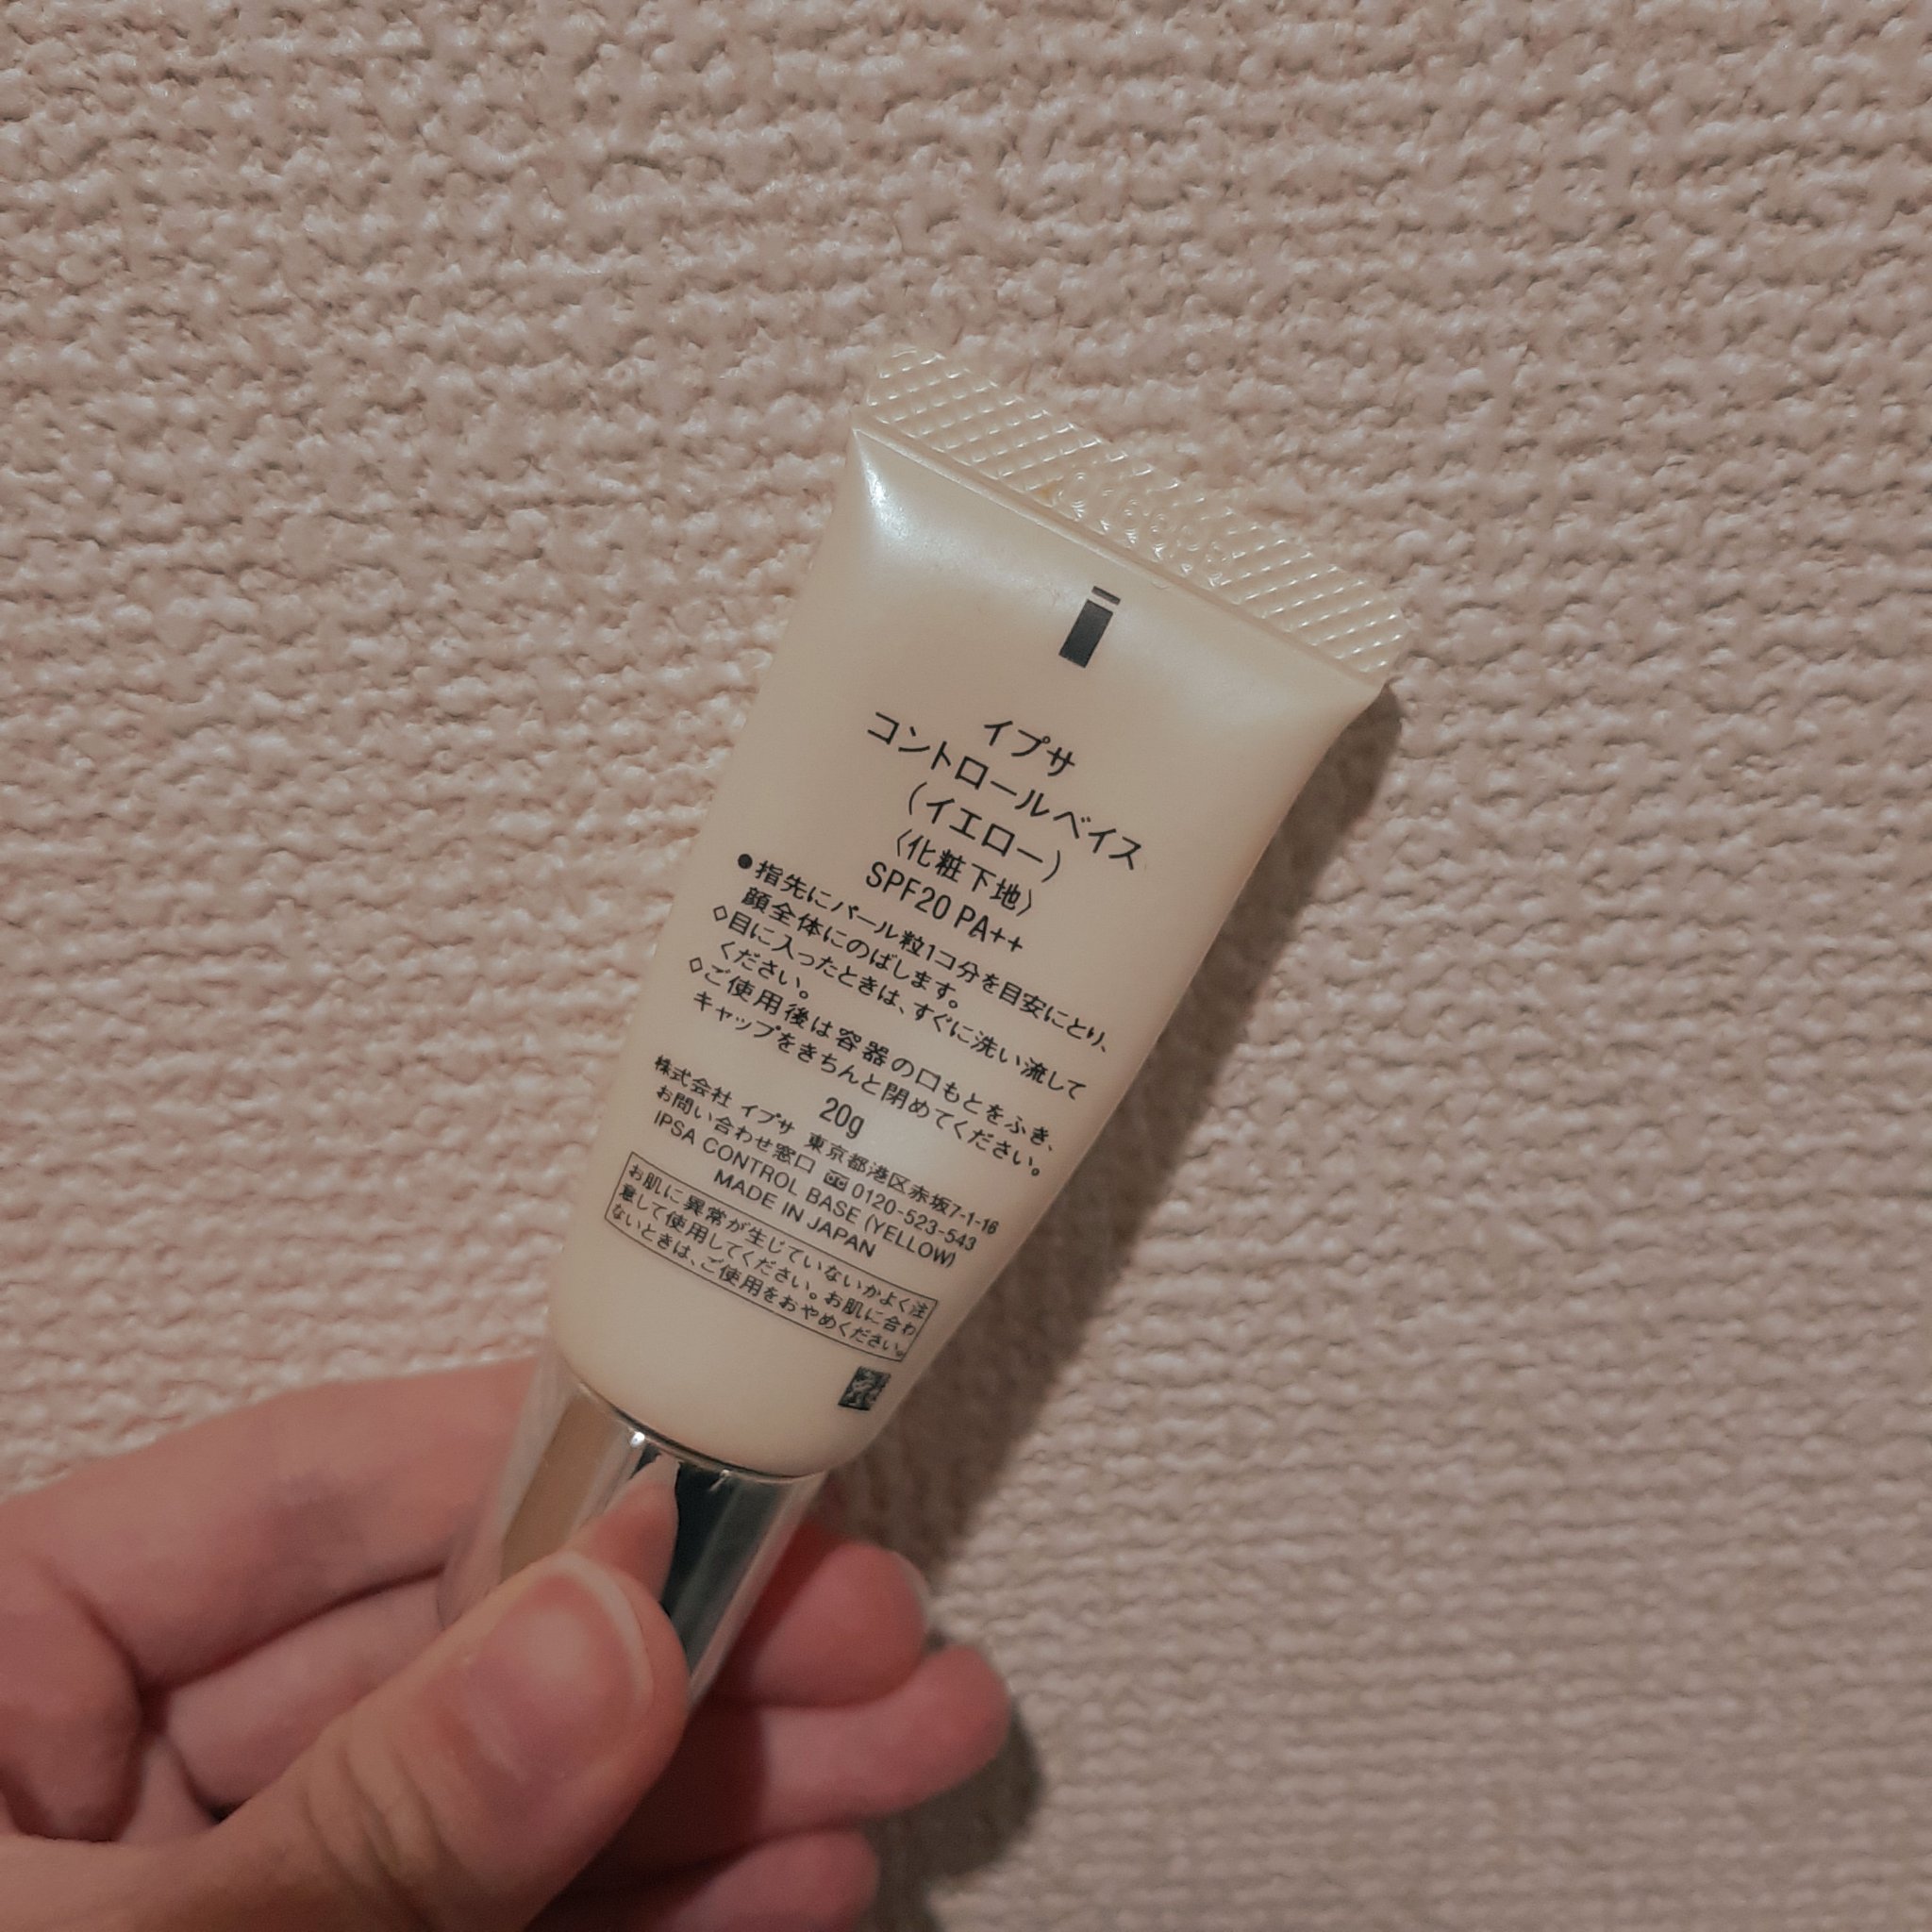 イプサ
コントロールベイス
(イエロー)
〈化粧下地〉
SPF20 PA++
●指先にパール粒1コ分を目安にとり、
顔全体にのばします。
◇目に入ったときは、すぐに洗い流して
ください。
◇ご使用後は容器の口もとをふき、
キャップをきちんと閉めてください。
20g
株式会社 イプサ 東京都港区赤坂7-1-16
お問い合わせ窓口 0120-523-543
IPSA CONTROL BASE (YELLOW)
MADE IN JAPAN
お肌に異常が生じていないかよく注
意して使用してください。お肌に合わ
ないときは、ご使用をおやめください。